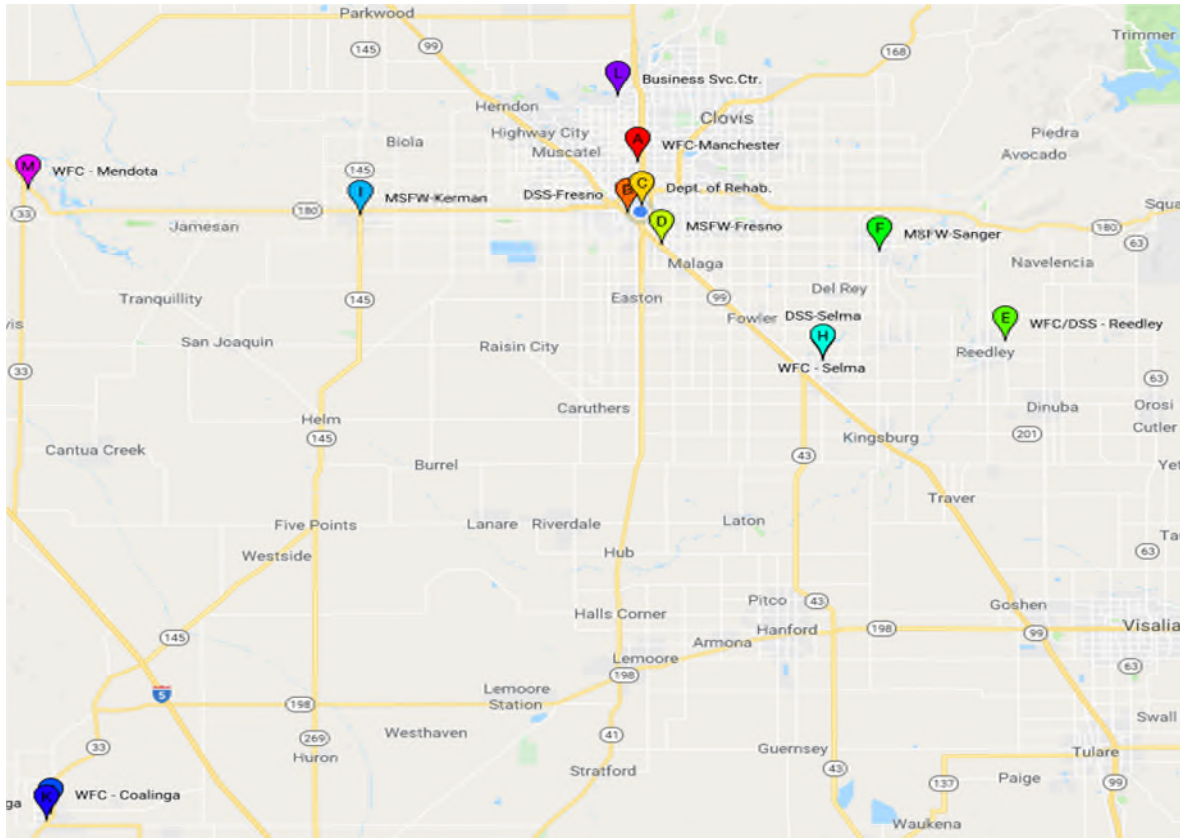 Parkwood
Trimmer
145
99
168
L
Business Svc.Ctr.
Herndon
Clovis
Highway City
Biola
A
WFC-Manchester
Piedra
Muscatel
Avocado
M
WFC - Mendota
145
C
Dept. of Rehab.
I
MSFW-Kerman
DSS-Fresno
B
33
180
Jamesan
D
MSFW-Fresno
F
MSFW-Sanger
180
63
Malaga
Navelencia
Tranquillity
145
Easton
99
Del Rey
Fowler
DSS-Selma
E
WFC/DSS - Reedley
San Joaquin
Raisin City
H
Reedley
33
WFC - Selma
63
Caruthers
Dinuba
Orosi
Helm
Cutler
145
Kingsburg
201
Cantua Creek
Burrel
43
Traver
Five Points
Lanare
Riverdale
Laton
Westside
Hub
63
Pitco
43
Goshen
Halls Corner
145
Armona
Hanford
198
99
Visalia
Lemoore
198
63
5
Lemoore
Station
198
Swall
33
269
Westhaven
41
Huron
Guernsey
Tulare
Stratford
43
137
Paige
99
K
WFC - Coalinga
Waukena